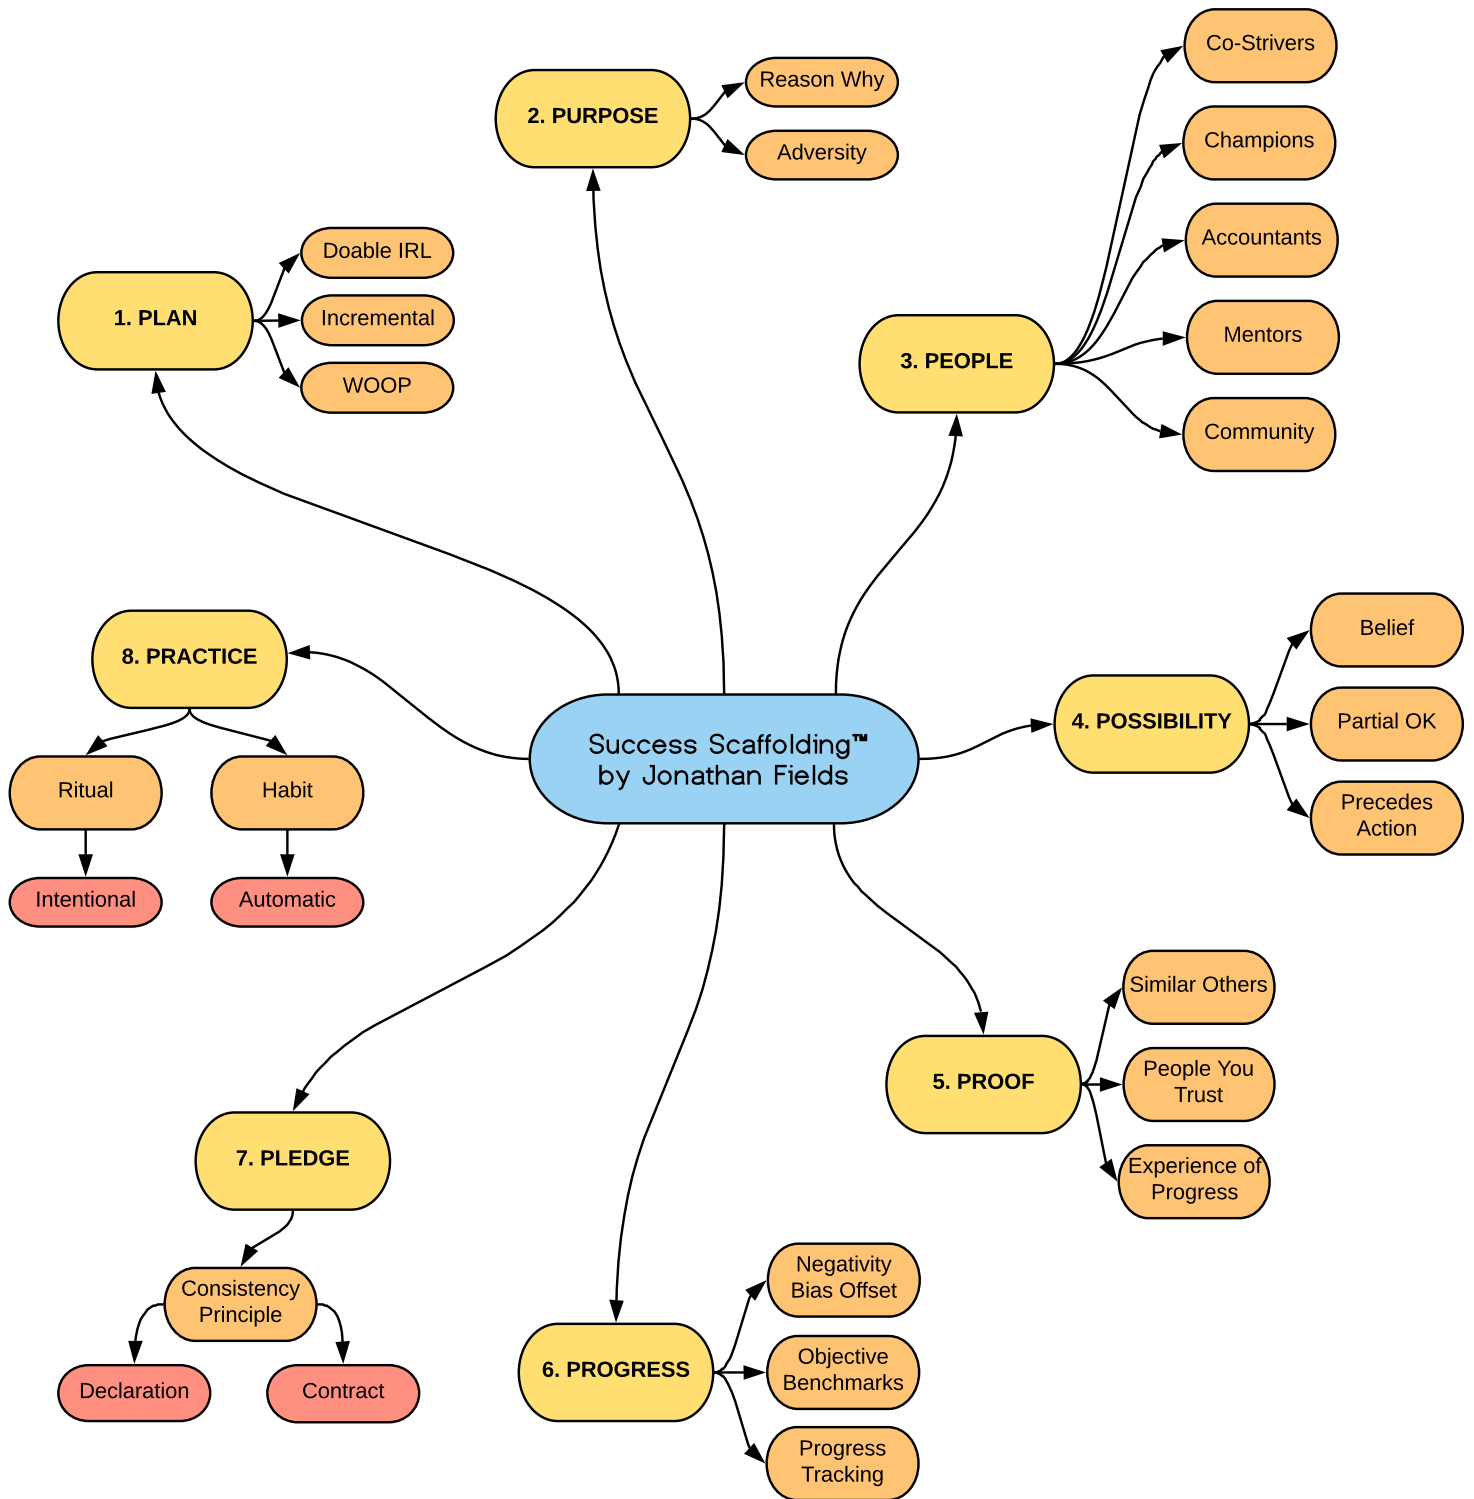 Success Scaffolding™
by Jonathan Fields
1. PLAN
Doable IRL
Incremental
WOOP
2. PURPOSE
Reason Why
Adversity
3. PEOPLE
Co-Strivers
Champions
Accountants
Mentors
Community
4. POSSIBILITY
Belief
Partial OK
Precedes
Action
5. PROOF
Similar Others
People You
Trust
Experience of
Progress
6. PROGRESS
Negativity
Bias Offset
Objective
Benchmarks
Progress
Tracking
7. PLEDGE
Consistency
Principle
Declaration
Contract
8. PRACTICE
Ritual
Intentional
Habit
Automatic